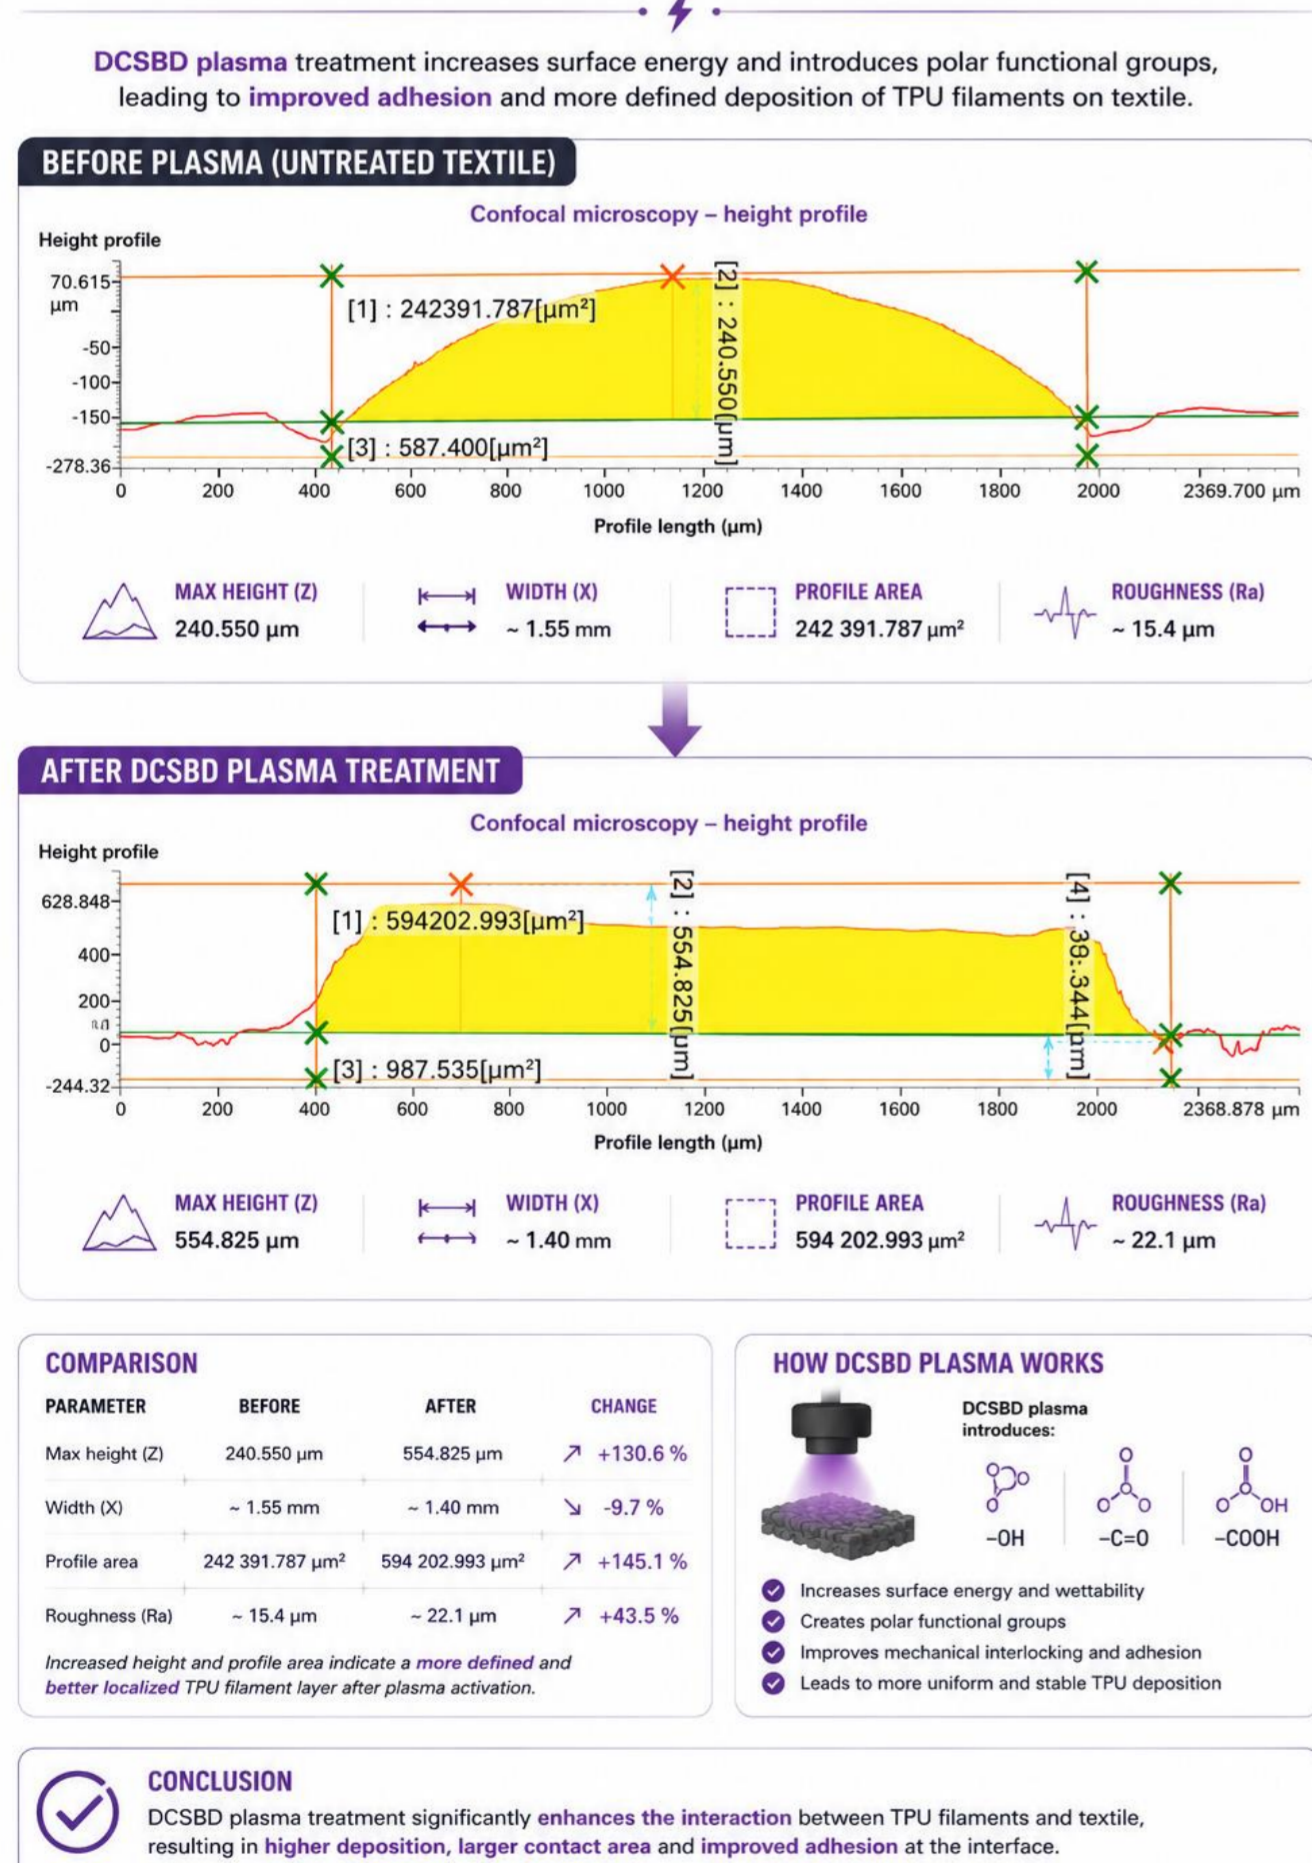 DCSBD plasma treatment increases surface energy and introduces polar functional groups,
leading to improved adhesion and more defined deposition of TPU filaments on textile.
BEFORE PLASMA (UNTREATED TEXTILE)
Confocal microscopy – height profile
Height profile
70.615
µm
-50
-100
-150
-278.36
[1] : 242391.787[µm²]
[2] : 240.550[µm]
[3] : 587.400[µm²]
0 200 400 600 800 1000 1200 1400 1600 1800 2000 2369.700 µm
Profile length (µm)
MAX HEIGHT (Z)
240.550 µm
WIDTH (X)
~ 1.55 mm
PROFILE AREA
242 391.787 µm²
ROUGHNESS (Ra)
~ 15.4 µm
AFTER DCSBD PLASMA TREATMENT
Confocal microscopy – height profile
Height profile
628.848
400
200
0
-244.32
[1] : 594202.993[µm²]
[2] : 554.825[µm]
[3] : 987.535[µm²]
[4] : 38:.344[µm]
0 200 400 600 800 1000 1200 1400 1600 1800 2000 2368.878 µm
Profile length (µm)
MAX HEIGHT (Z)
554.825 µm
WIDTH (X)
~ 1.40 mm
PROFILE AREA
594 202.993 µm²
ROUGHNESS (Ra)
~ 22.1 µm
COMPARISON
PARAMETER BEFORE AFTER CHANGE
Max height (Z) 240.550 µm 554.825 µm ↗ +130.6 %
Width (X) ~ 1.55 mm ~ 1.40 mm ↘ -9.7 %
Profile area 242 391.787 µm² 594 202.993 µm² ↗ +145.1 %
Roughness (Ra) ~ 15.4 µm ~ 22.1 µm ↗ +43.5 %
Increased height and profile area indicate a more defined and
better localized TPU filament layer after plasma activation.
HOW DCSBD PLASMA WORKS
DCSBD plasma
introduces:
O O O
O O O
O O OH
–OH –C=O –COOH
Increases surface energy and wettability
Creates polar functional groups
Improves mechanical interlocking and adhesion
Leads to more uniform and stable TPU deposition
CONCLUSION
DCSBD plasma treatment significantly enhances the interaction between TPU filaments and textile,
resulting in higher deposition, larger contact area and improved adhesion at the interface.